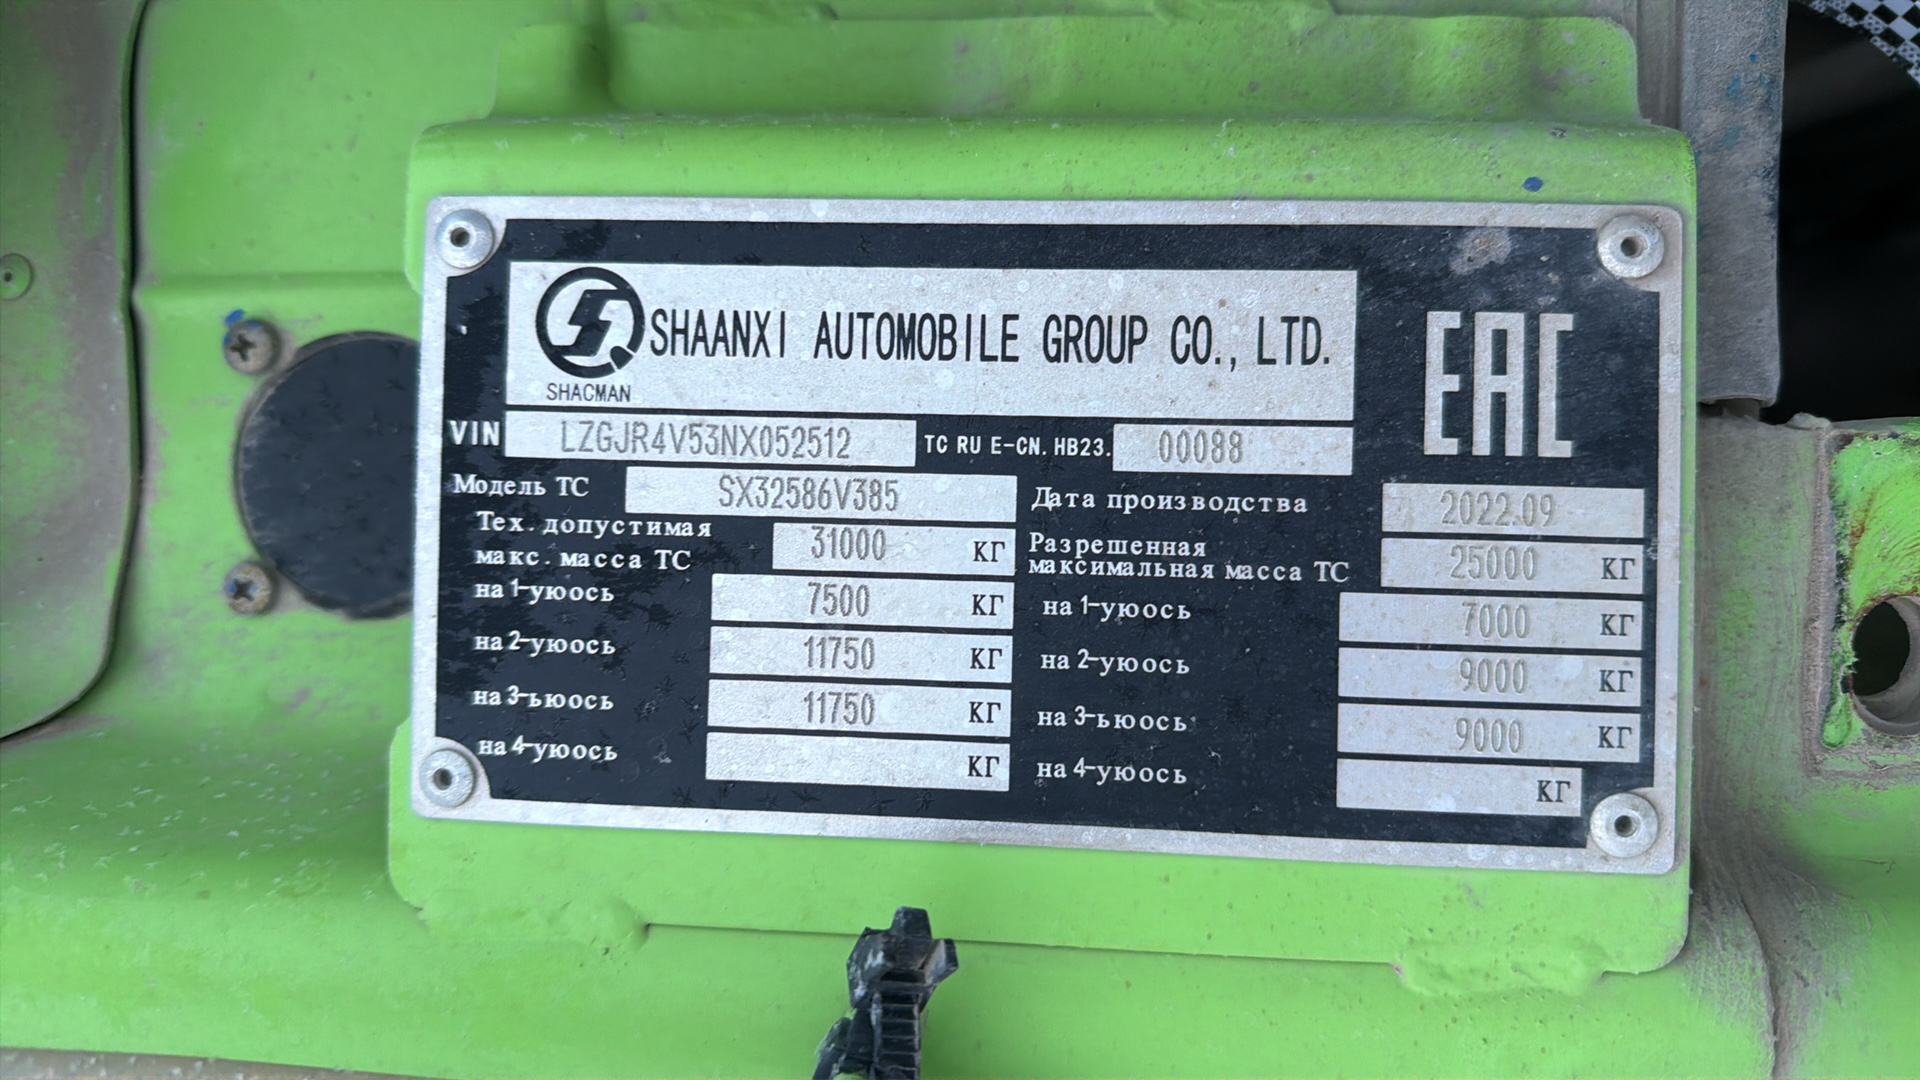 SHAANXI AUTOMOBILE GROUP CO., LTD.
SHACMAN
EAC
VIN LZGJR4V53NX052512 TC RU E-CN. HB23. 00088
Модель ТС SX32586V385 Дата производства 2022.09
Тех. допустимая
макс. масса ТС 31000 КГ Разрешенная
максимальная масса ТС 25000 КГ
на 1-уюось 7500 КГ на 1-уюось 7000 КГ
на 2-уюось 11750 КГ на 2-уюось 9000 КГ
на 3-ьюось 11750 КГ на 3-ьюось 9000 КГ
на 4-уюось КГ на 4-уюось КГ